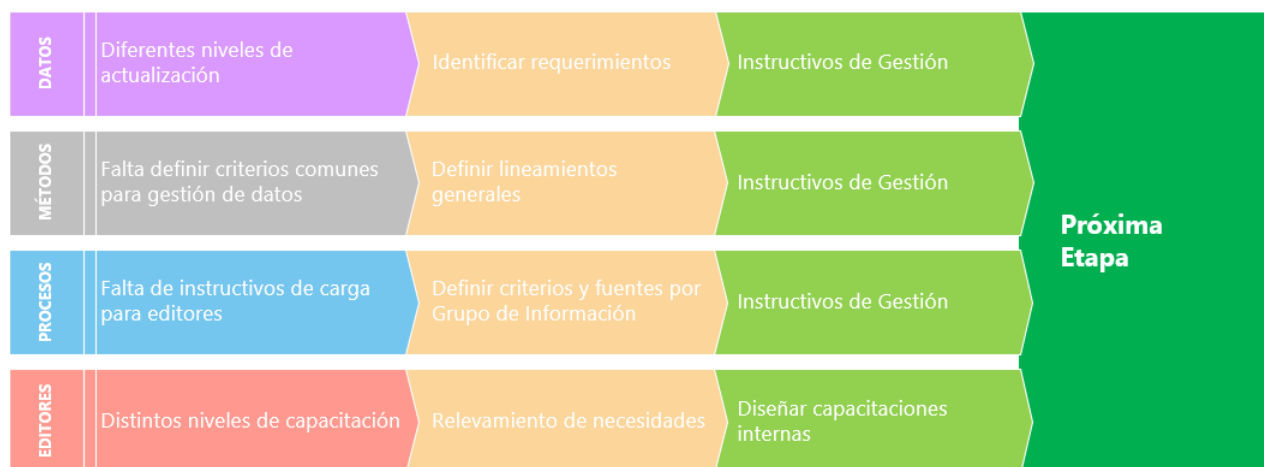 DATOS
Diferentes niveles de
actualización
Identificar requerimientos
Instructivos de Gestión
MÉTODOS
Falta definir criterios comunes
para gestión de datos
Definir lineamientos
generales
Instructivos de Gestión
PROCESOS
Falta de instructivos de carga
para editores
Definir criterios y fuentes por
Grupo de Información
Instructivos de Gestión
EDITORES
Distintos niveles de capacitación
Relevamiento de necesidades
Diseñar capacitaciones
internas
Próxima
Etapa